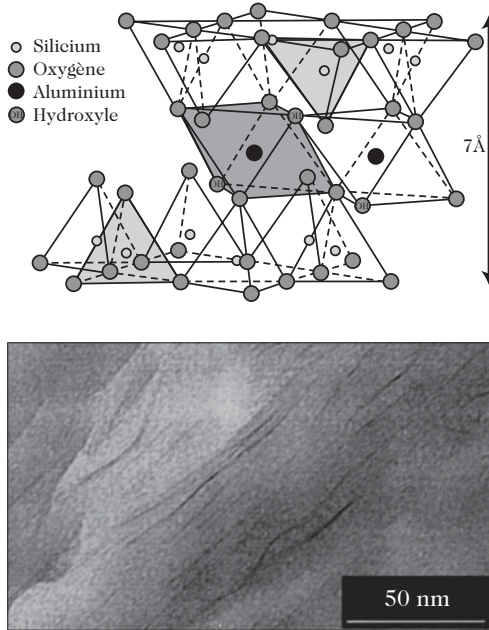 Silicium
Oxygène
Aluminium
OH Hydroxyle
OH
OH
OH
7Å
50 nm